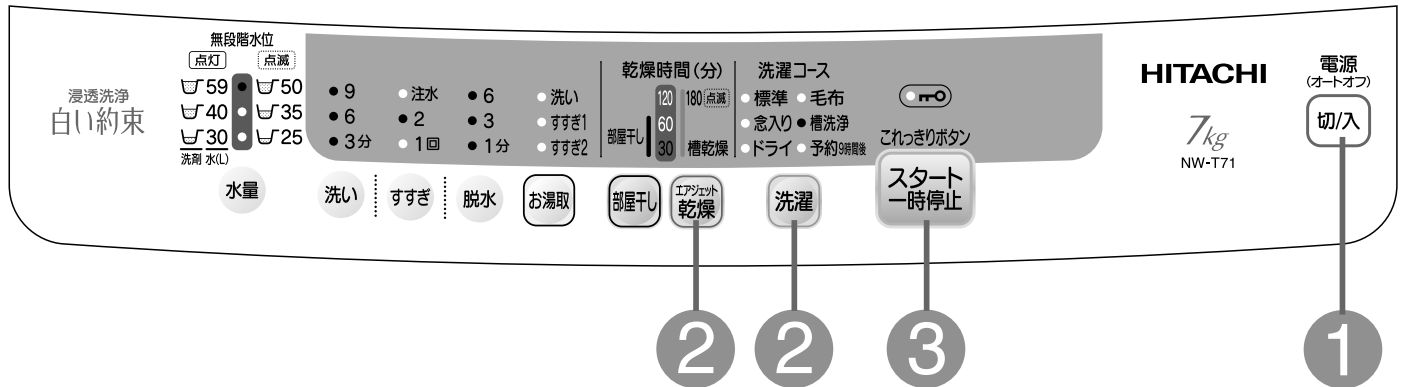 浸透洗浄
白い約束
無段階水位
点灯 点滅
59 50
40 35
30 25
洗剤 水(L)
水量
9
6
3分
洗い
注水
2
1回
すすぎ
6
3
1分
脱水
洗い
すすぎ1
すすぎ2
お湯取
乾燥時間(分)
120 180 点滅
部屋干し 60
30 槽乾燥
部屋干し
エアジェット
乾燥
洗濯コース
標準 毛布
念入り 槽洗浄
ドライ 予約9時間後
洗濯
これっきりボタン
スタート
一時停止
HITACHI
7kg
NW-T71
電源
(オートオフ)
切/入
2 2 3 1